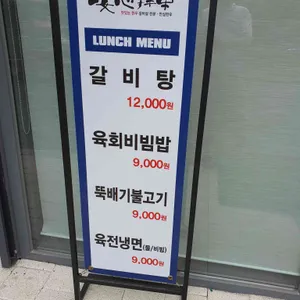 LUNCH MENU
갈비탕
12,000원
육회비빔밥
9,000원
뚝배기불고기
9,000원
육전냉면(물/비빔)
9,000원